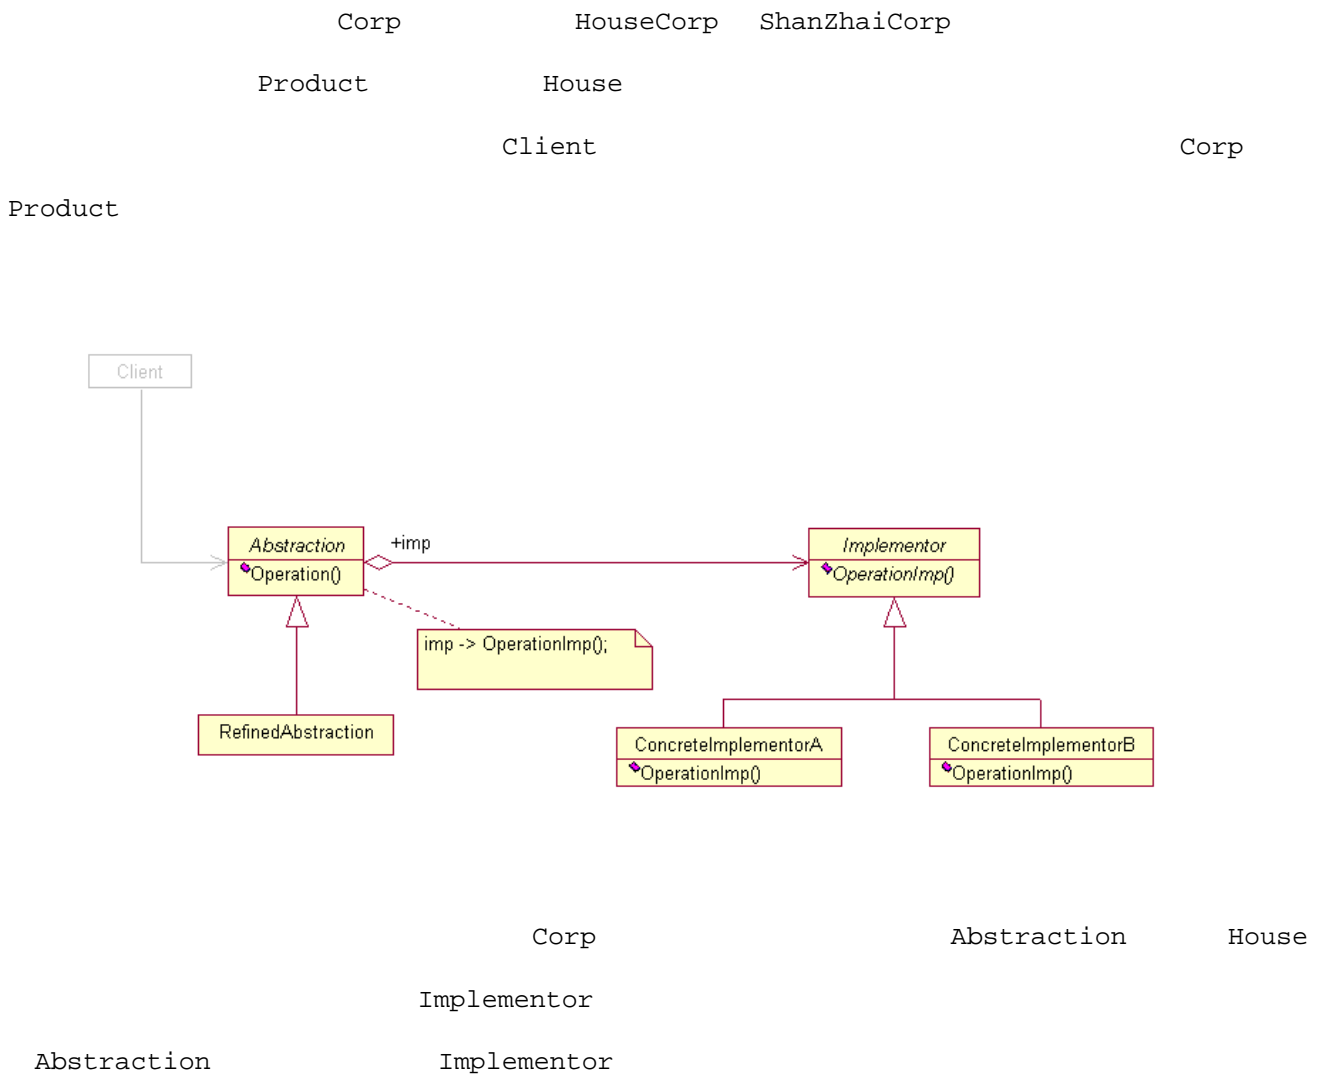 Corp HouseCorp ShanZhaiCorp
Product House
Client Corp
Product
Client
Abstraction
Operation()
+imp
Implementor
OperationImp()
imp -> OperationImp();
RefinedAbstraction
ConcreteImplementorA
OperationImp()
ConcreteImplementorB
OperationImp()
Corp Abstraction House
Implementor
Abstraction Implementor